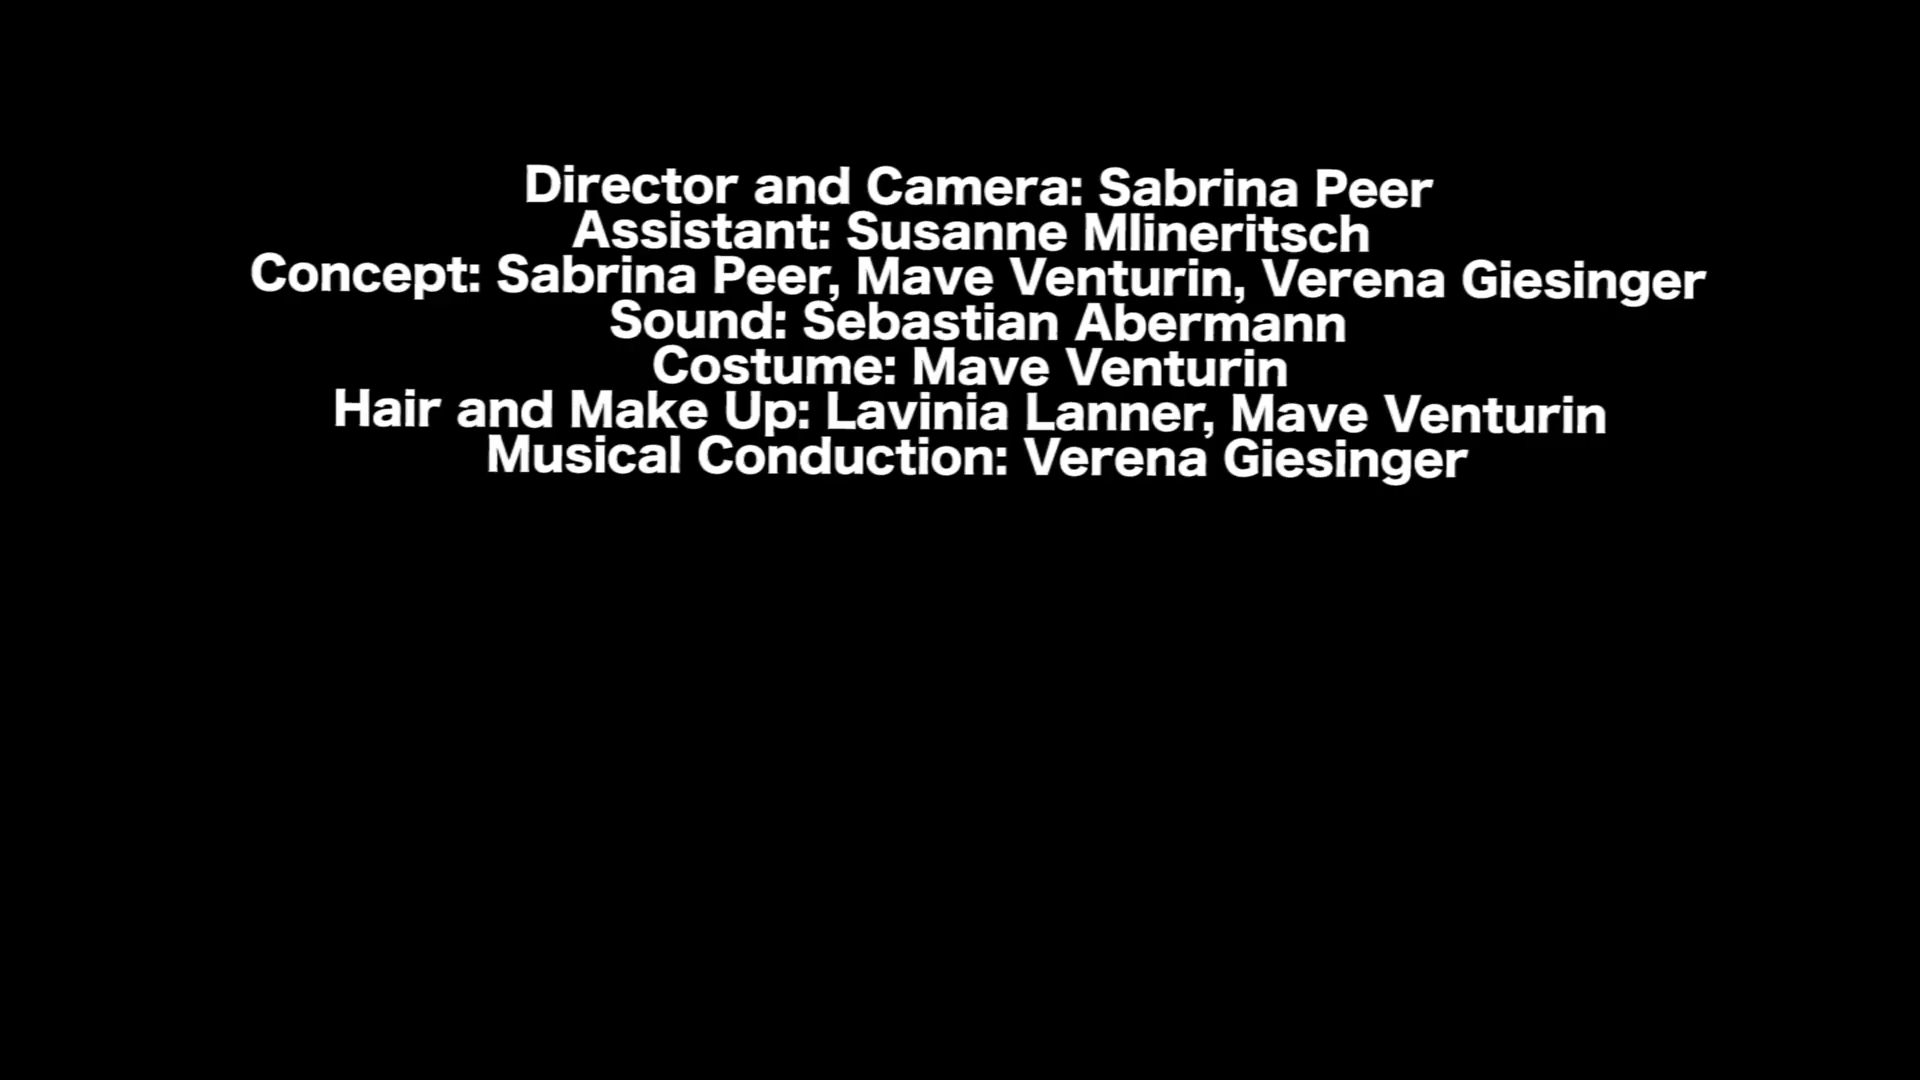 Director and Camera: Sabrina Peer
Assistant: Susanne Mlineritsch
Concept: Sabrina Peer, Mave Venturin, Verena Giesinger
Sound: Sebastian Abermann
Costume: Mave Venturin
Hair and Make Up: Lavinia Lanner, Mave Venturin
Musical Conduction: Verena Giesinger